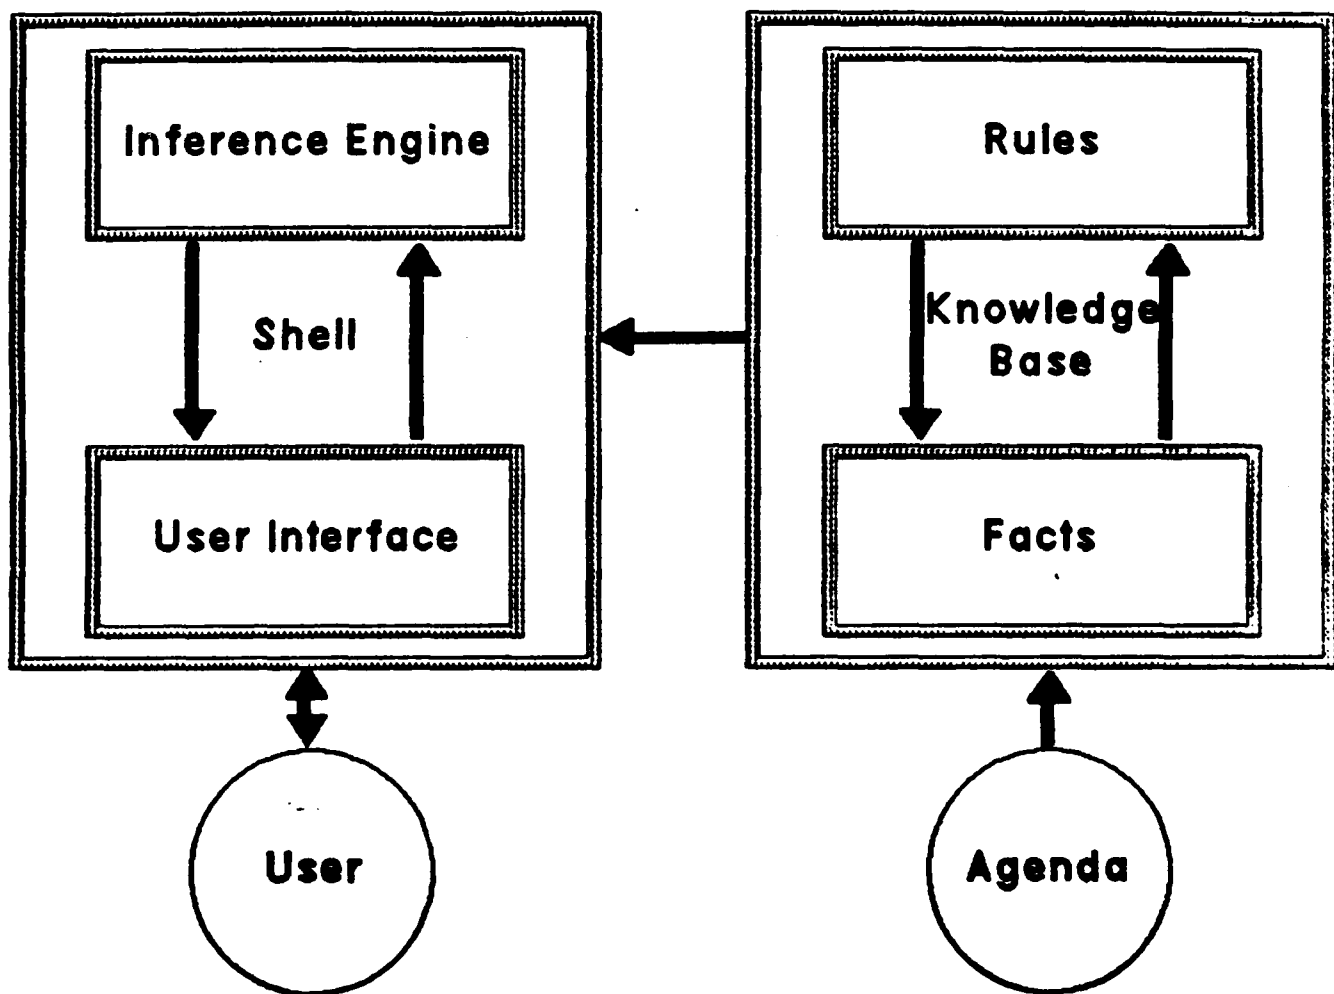 Inference Engine
Shell
User Interface
User
Rules
Knowledge
Base
Facts
Agenda